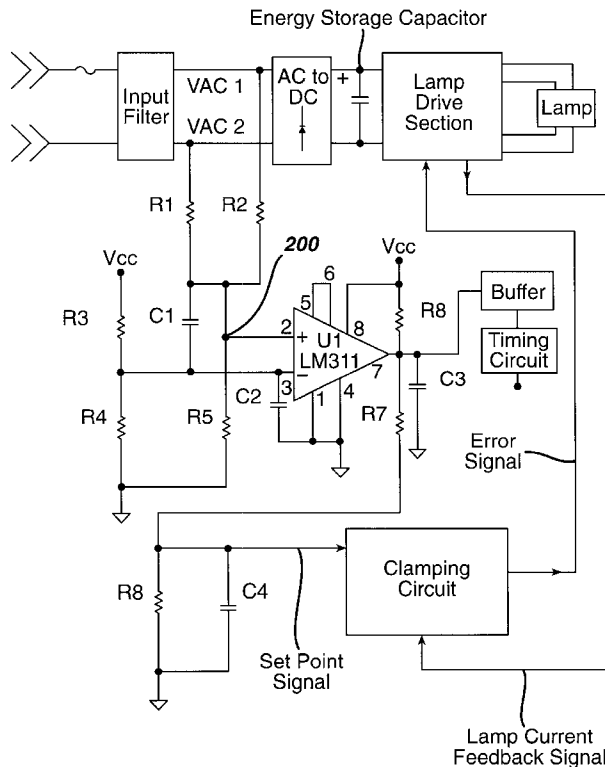 Energy Storage Capacitor
Input
Filter
VAC 1
VAC 2
AC to
DC
+
Lamp
Drive
Section
Lamp
R1
R2
200
Vcc
R3
C1
R4
R5
C2
2
+
3
−
5
6
U1
LM311
8
7
1
4
Vcc
R8
R7
C3
Buffer
Timing
Circuit
Error
Signal
R8
C4
Set Point
Signal
Clamping
Circuit
Lamp Current
Feedback Signal